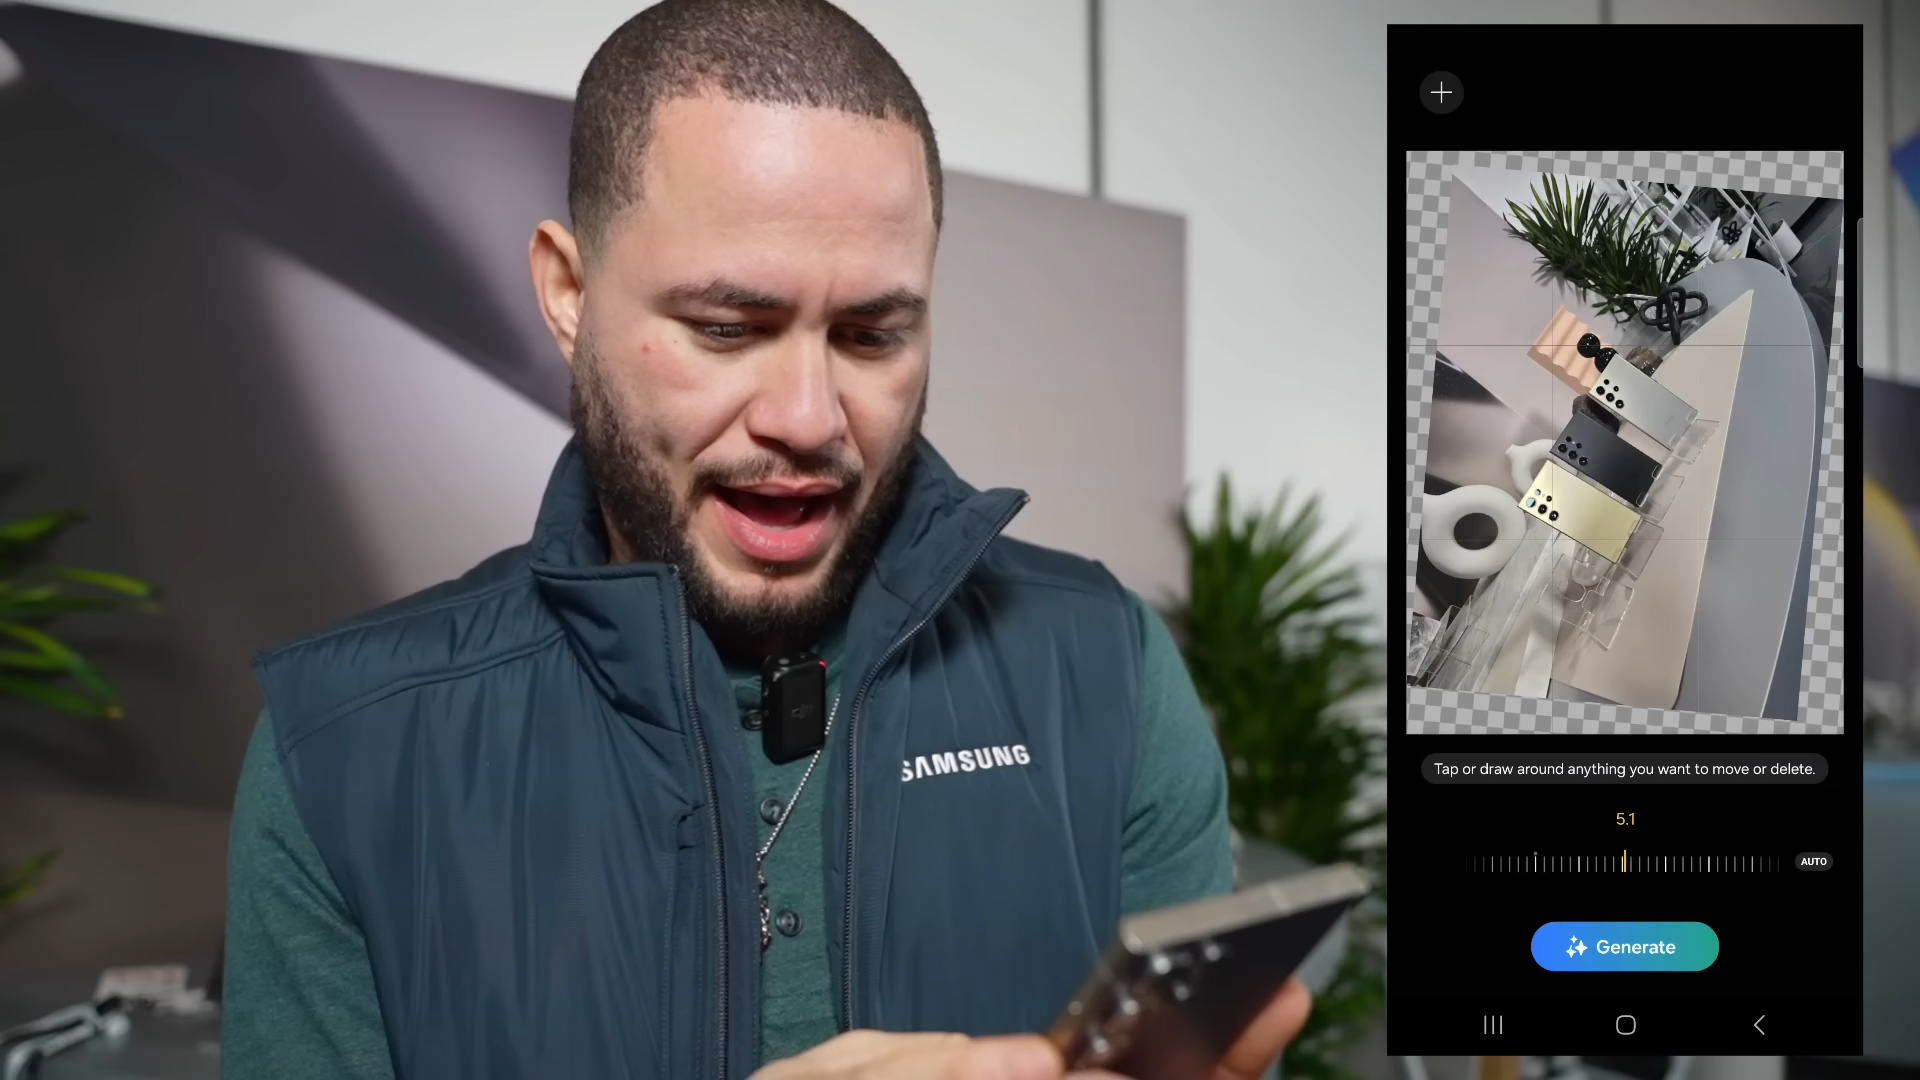 SAMSUNG
Tap or draw around anything you want to move or delete.
5.1
AUTO
Generate